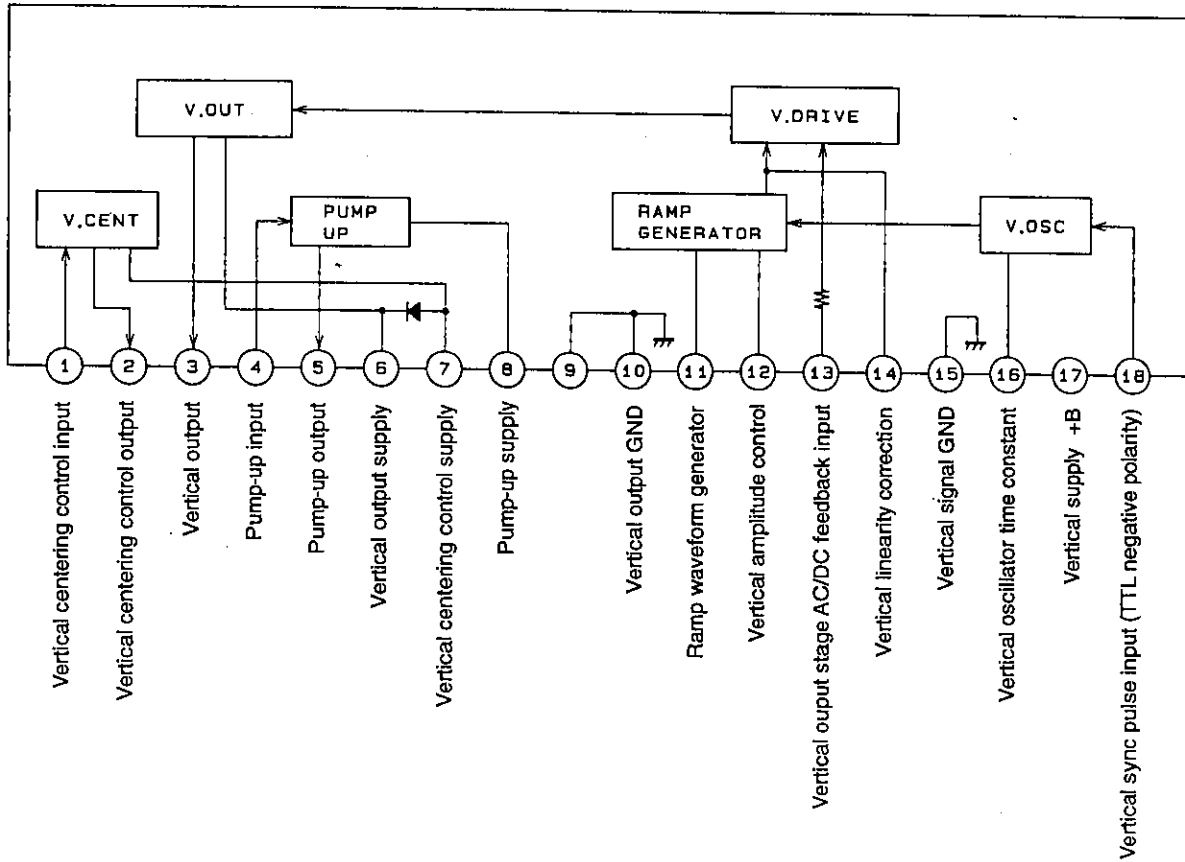 V.OUT
V.DRIVE
V.CENT
PUMP
UP
RAMP
GENERATOR
V.OSC
1
2
3
4
5
6
7
8
9
10
11
12
13
14
15
16
17
18
Vertical centering control input
Vertical centering control output
Vertical output
Pump-up input
Pump-up output
Vertical output supply
Vertical centering control supply
Pump-up supply
Vertical output GND
Ramp waveform generator
Vertical amplitude control
Vertical ouput stage AC/DC feedback input
Vertical linearity correction
Vertical signal GND
Vertical oscillator time constant
Vertical supply +B
Vertical sync pulse input (TTL negative polarity)